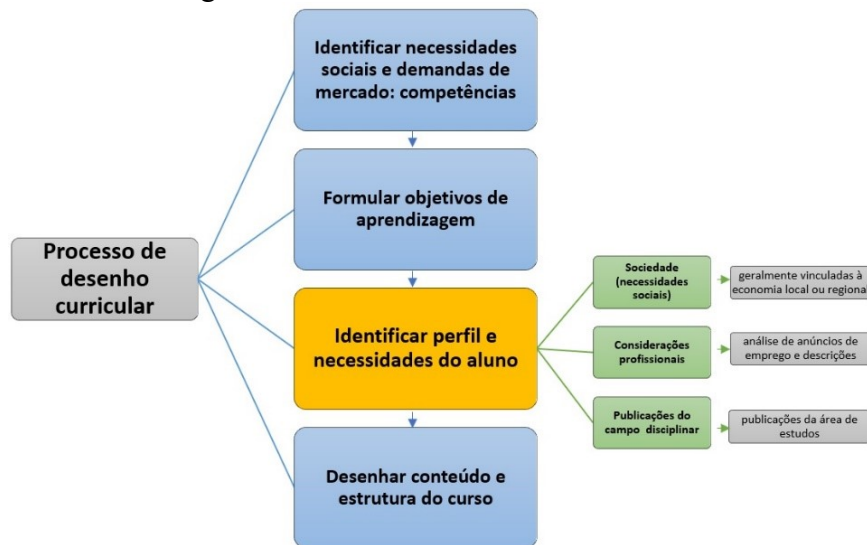 Identificar necessidades
sociais e demandas de
mercado: competências
Formular objetivos de
aprendizagem
Processo de
desenho
curricular
Identificar perfil e
necessidades do aluno
Desenhar conteúdo e
estrutura do curso
Sociedade
(necessidades
sociais)
geralmente vinculadas à
economia local ou regional
Considerações
profissionais
análise de anúncios de
emprego e descrições
Publicações do
campo disciplinar
publicações da área de
estudos